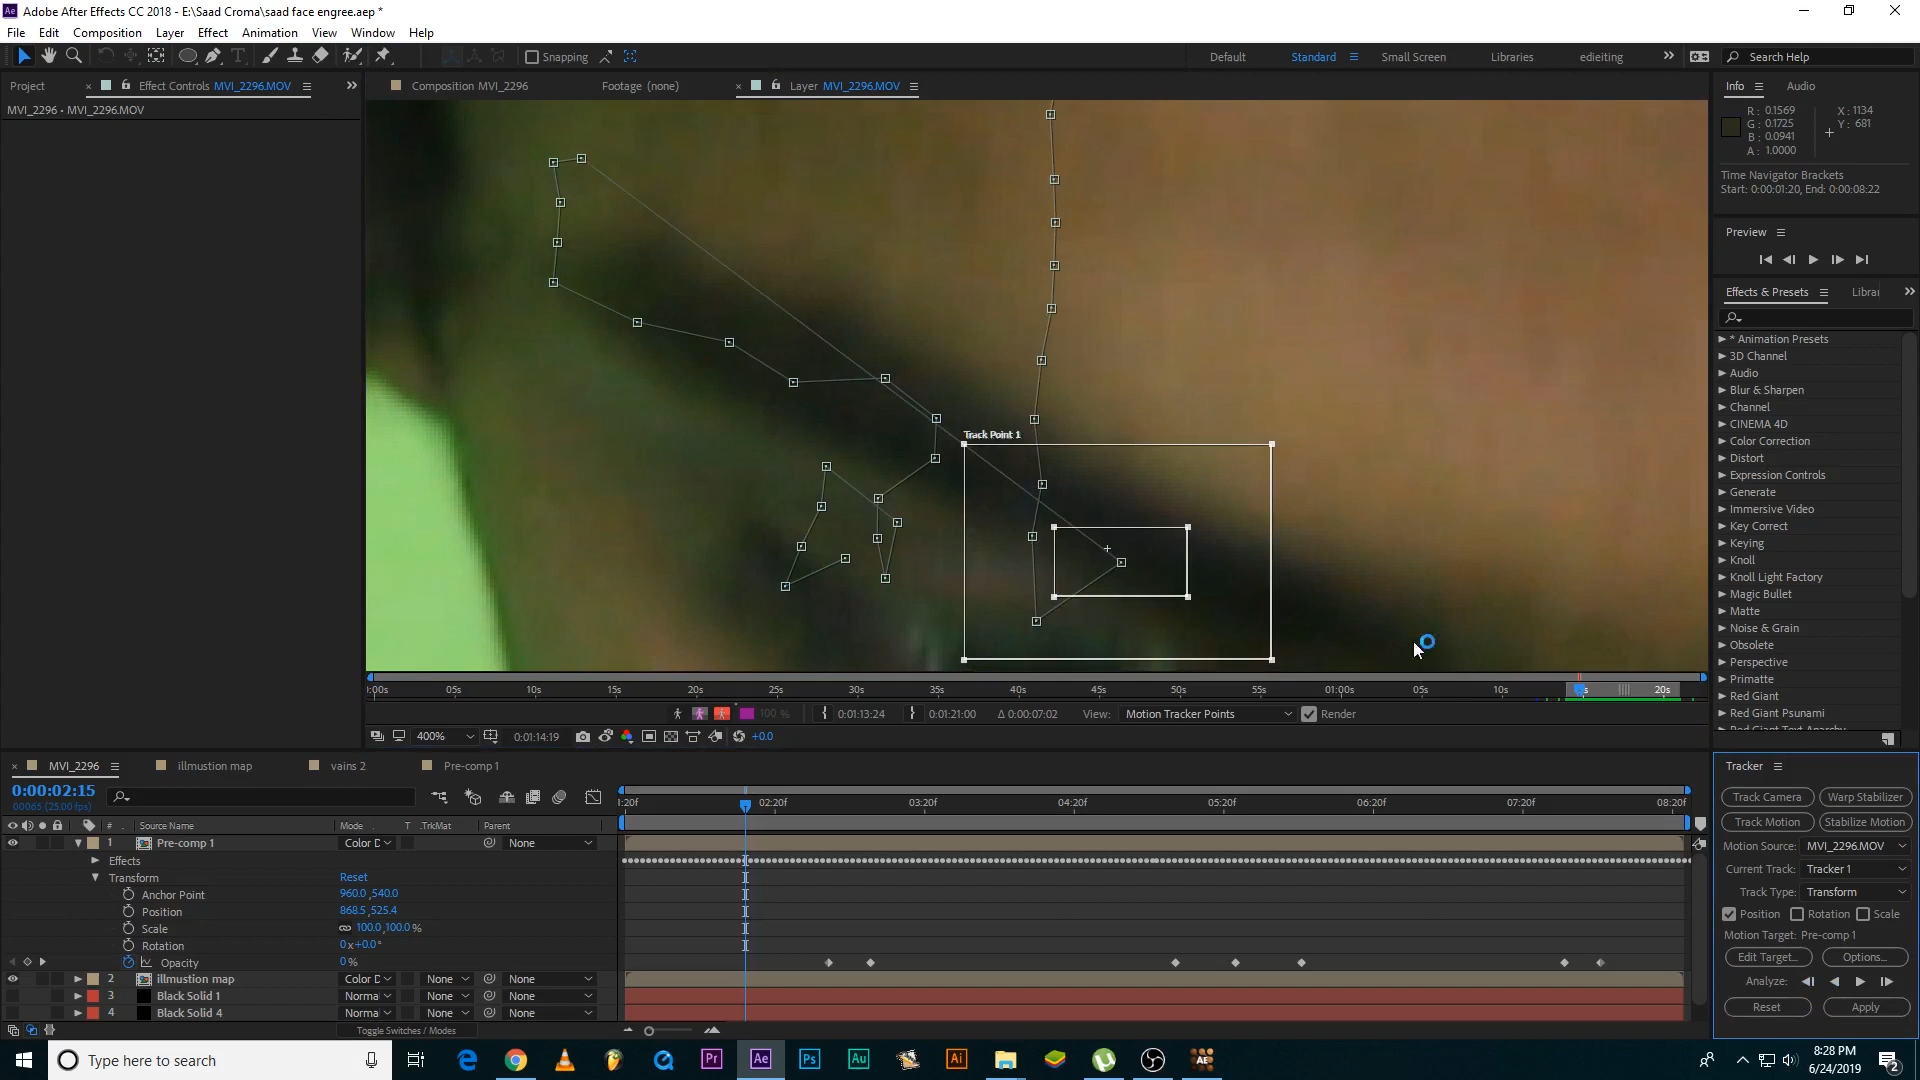 Ae Adobe After Effects CC 2018 - E:\Saad Croma\saad face engree.aep *
File Edit Composition Layer Effect Animation View Window Help
Snapping Default Standard Small Screen Libraries edieiting Search Help
Project Effect Controls MVI_2296.MOV Composition MVI_2296 Footage (none) Layer MVI_2296.MOV Info Audio
MVI_2296 • MVI_2296.MOV
R: 0.1569 X: 1134
G: 0.1725 Y: 681
B: 0.0941
A: 1.0000
Time Navigator Brackets
Start: 0:00:01:20, End: 0:00:08:22
Preview
Effects & Presets
* Animation Presets
3D Channel
Audio
Blur & Sharpen
Channel
CINEMA 4D
Color Correction
Distort
Expression Controls
Generate
Immersive Video
Key Correct
Keying
Knoll
Knoll Light Factory
Magic Bullet
Matte
Noise & Grain
Obsolete
Perspective
Primatte
Red Giant
Red Giant Psunami
Track Point 1
:00s 05s 10s 15s 20s 25s 30s 35s 40s 45s 50s 55s 01:00s 05s 10s 20s
100 % 0:01:13:24 0:01:21:00 Δ 0:00:07:02 View: Motion Tracker Points Render
400% 0:01:14:19 +0.0
MVI_2296 illmustion map vains 2 Pre-comp 1
0:00:02:15
00065 (25.00 fps)
:20f 02:20f 03:20f 04:20f 05:20f 06:20f 07:20f 08:20f
# Source Name Mode T .TrkMat Parent
1 Pre-comp 1 Color D None
Effects
Transform Reset
Anchor Point 960.0,540.0
Position 868.5,525.4
Scale 100.0,100.0%
Rotation 0x+0.0°
Opacity 0%
2 illmustion map Color D None None
3 Black Solid 1 Norma None None
4 Black Solid 4 Norma None None
Toggle Switches / Modes
Tracker
Track Camera Warp Stabilizer
Track Motion Stabilize Motion
Motion Source: MVI_2296.MOV
Current Track: Tracker 1
Track Type: Transform
Position Rotation Scale
Motion Target: Pre-comp 1
Edit Target... Options...
Analyze:
Reset Apply
Type here to search Pr Ae Ps Au Ai AE
8:28 PM
6/24/2019
2